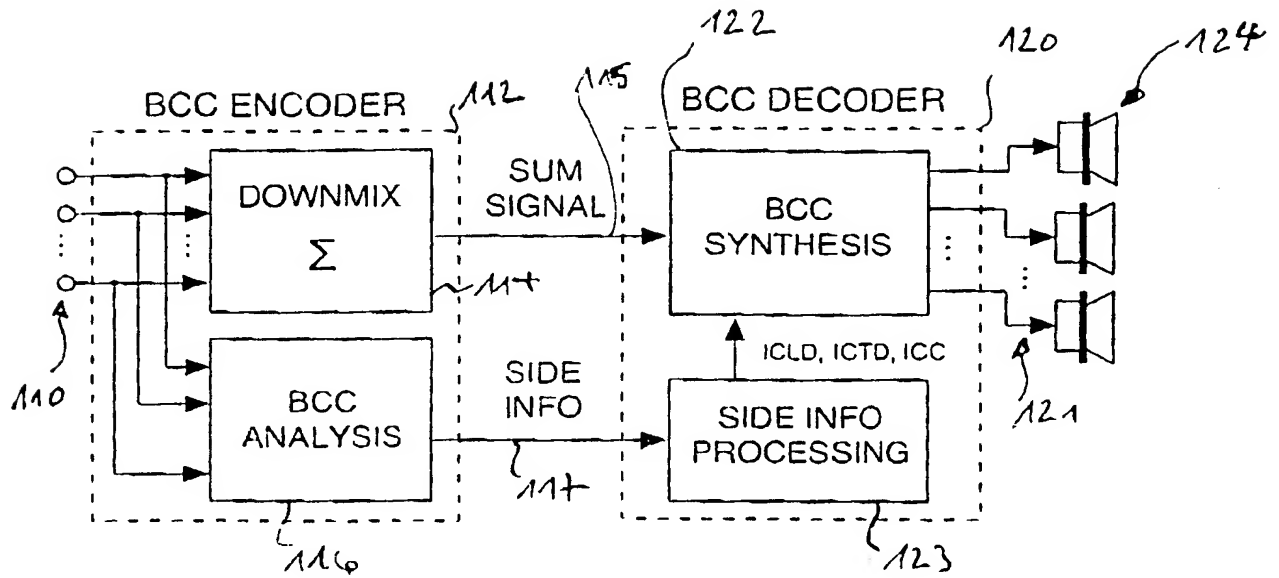 122
120
124
BCC ENCODER
112
115
BCC DECODER
DOWNMIX
Σ
SUM
SIGNAL
BCC
SYNTHESIS
117
110
ICLD, ICTD, ICC
121
BCC
ANALYSIS
SIDE
INFO
SIDE INFO
PROCESSING
117
116
123